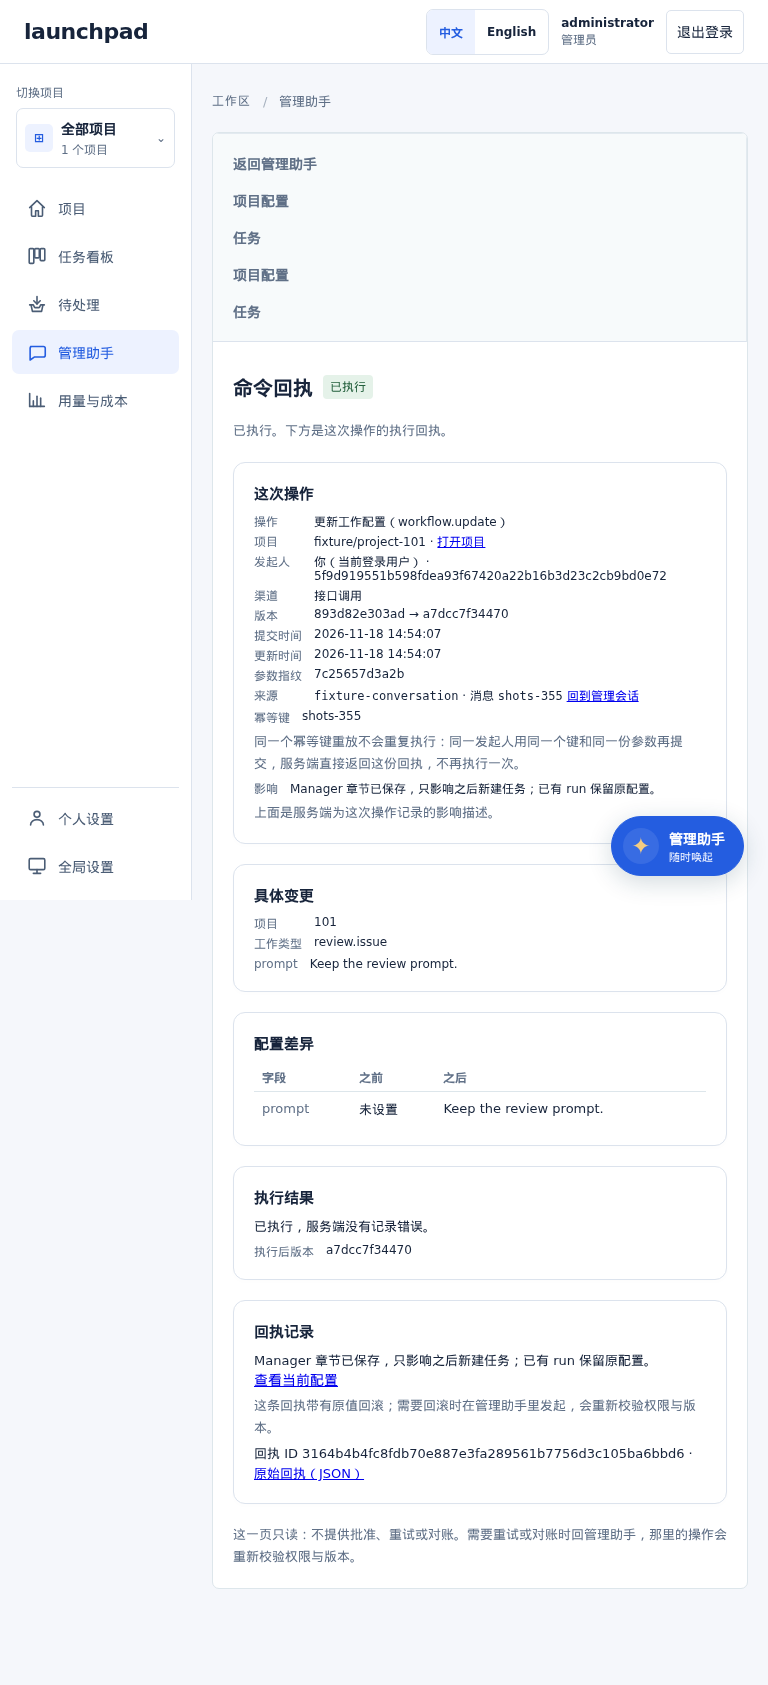 launchpad
中文
English
administrator
管理员
退出登录
切换项目
全部项目
1 个项目
项目
任务看板
待处理
管理助手
用量与成本
个人设置
全局设置
工作区 / 管理助手
返回管理助手
项目配置
任务
项目配置
任务
命令回执 已执行
已执行。下方是这次操作的执行回执。
这次操作
操作 更新工作配置（workflow.update）
项目 fixture/project-101 · 打开项目
发起人 你（当前登录用户） ·
5f9d919551b598fdea93f67420a22b16b3d23c2cb9bd0e72
渠道 接口调用
版本 893d82e303ad → a7dcc7f34470
提交时间 2026-11-18 14:54:07
更新时间 2026-11-18 14:54:07
参数指纹 7c25657d3a2b
来源 fixture-conversation · 消息 shots-355 回到管理会话
幂等键 shots-355
同一个幂等键重放不会重复执行：同一发起人用同一个键和同一份参数再提
交，服务端直接返回这份回执，不再执行一次。
影响 Manager 章节已保存，只影响之后新建任务；已有 run 保留原配置。
上面是服务端为这次操作记录的影响描述。
管理助手
随时唤起
具体变更
项目 101
工作类型 review.issue
prompt Keep the review prompt.
配置差异
字段 之前 之后
prompt 未设置 Keep the review prompt.
执行结果
已执行，服务端没有记录错误。
执行后版本 a7dcc7f34470
回执记录
Manager 章节已保存，只影响之后新建任务；已有 run 保留原配置。
查看当前配置
这条回执带有原值回滚；需要回滚时在管理助手里发起，会重新校验权限与版
本。
回执 ID 3164b4b4fc8fdb70e887e3fa289561b7756d3c105ba6bbd6 ·
原始回执（JSON）
这一页只读：不提供批准、重试或对账。需要重试或对账时回管理助手，那里的操作会
重新校验权限与版本。